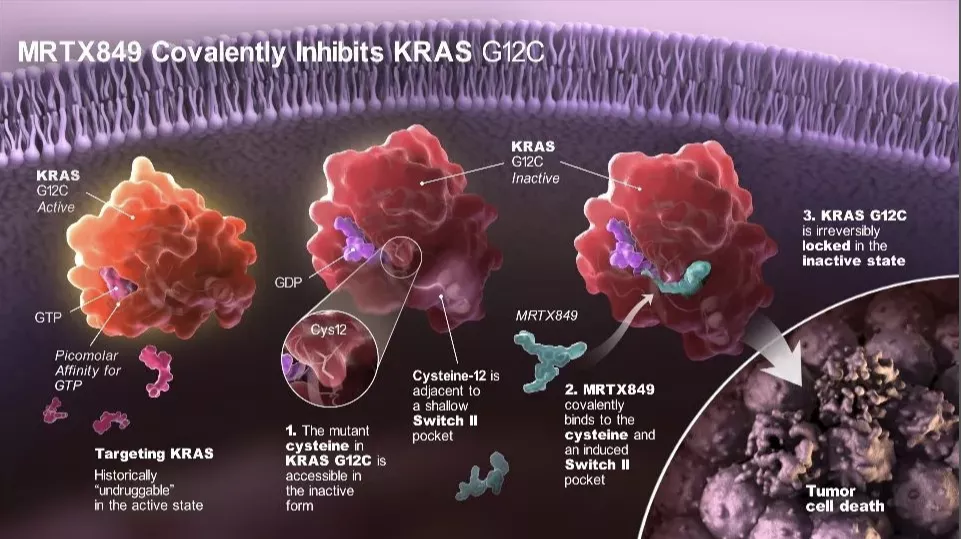 MRTX849 Covalently Inhibits KRAS G12C
KRAS
G12C
Active
GTP
Picomolar
Affinity for
GTP
Targeting KRAS
Historically
"undruggable"
in the active state
KRAS
G12C
Inactive
GDP
Cys12
1. The mutant
cysteine in
KRAS G12C is
accessible in
the inactive
form
Cysteine-12 is
adjacent to
a shallow
Switch II
pocket
MRTX849
2. MRTX849
covalently
binds to the
cysteine and
an induced
Switch II
pocket
3. KRAS G12C
is irreversibly
locked in the
inactive state
Tumor
cell death